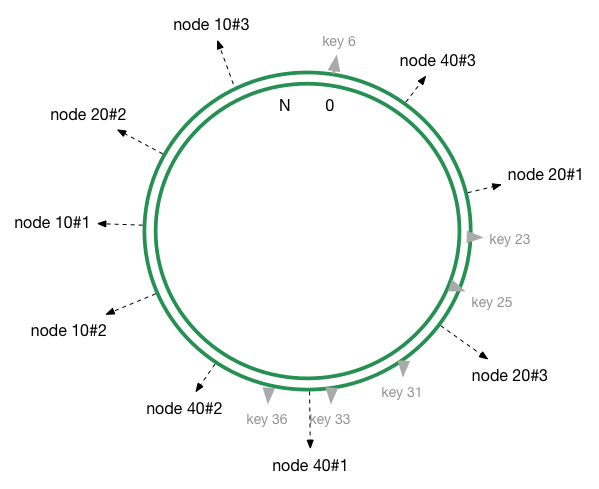 node 10#3
key 6
node 40#3
N 0
node 20#2
node 20#1
node 10#1
key 23
key 25
node 10#2
node 20#3
key 31
node 40#2
key 36
key 33
node 40#1